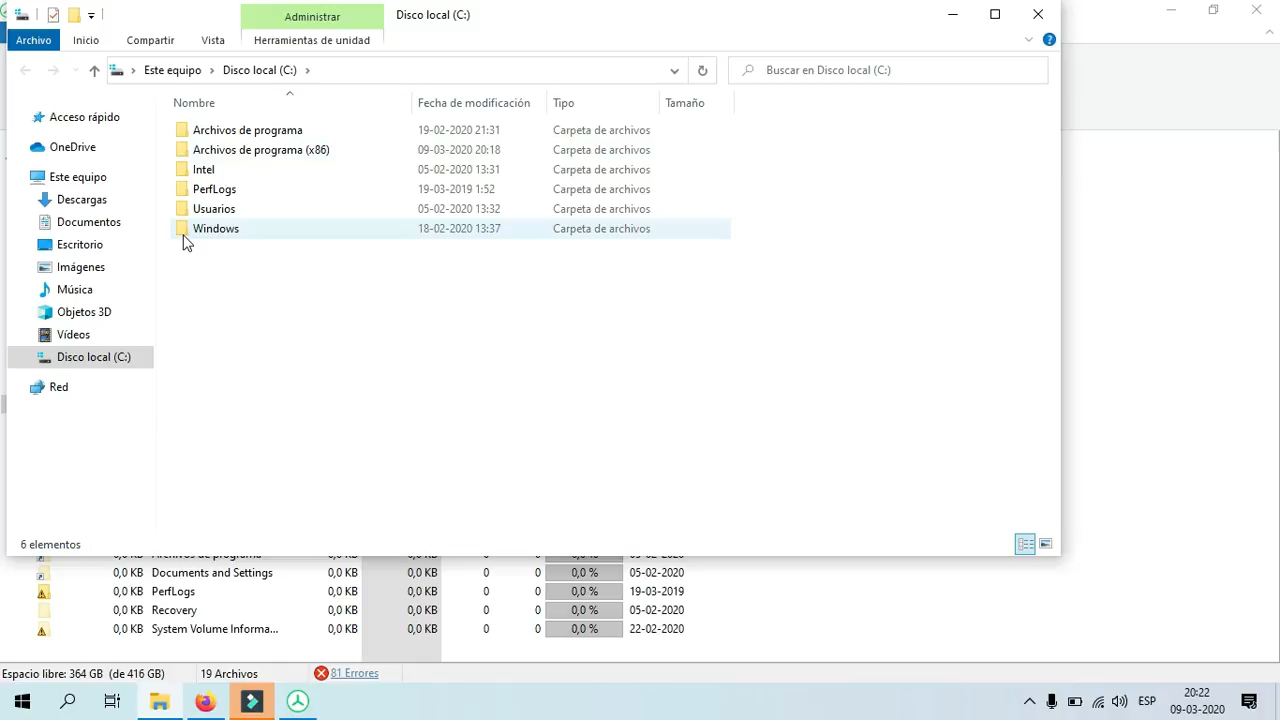 Administrar
Disco local (C:)
Archivo
Inicio
Compartir
Vista
Herramientas de unidad
Este equipo
Disco local (C:)
Buscar en Disco local (C:)
Nombre
Fecha de modificación
Tipo
Tamaño
Acceso rápido
OneDrive
Este equipo
Descargas
Documentos
Escritorio
Imágenes
Música
Objetos 3D
Vídeos
Disco local (C:)
Red
Archivos de programa 19-02-2020 21:31 Carpeta de archivos
Archivos de programa (x86) 09-03-2020 20:18 Carpeta de archivos
Intel 05-02-2020 13:31 Carpeta de archivos
PerfLogs 19-03-2019 1:52 Carpeta de archivos
Usuarios 05-02-2020 13:32 Carpeta de archivos
Windows 18-02-2020 13:37 Carpeta de archivos
6 elementos
0,0 KB Documents and Settings 0,0 KB 0,0 KB 0 0 0,0 % 05-02-2020
0,0 KB PerfLogs 0,0 KB 0,0 KB 0 0 0,0 % 19-03-2019
0,0 KB Recovery 0,0 KB 0,0 KB 0 0 0,0 % 05-02-2020
0,0 KB System Volume Informa... 0,0 KB 0,0 KB 0 0 0,0 % 22-02-2020
Espacio libre: 364 GB (de 416 GB) 19 Archivos 81 Errores
ESP
20:22
09-03-2020